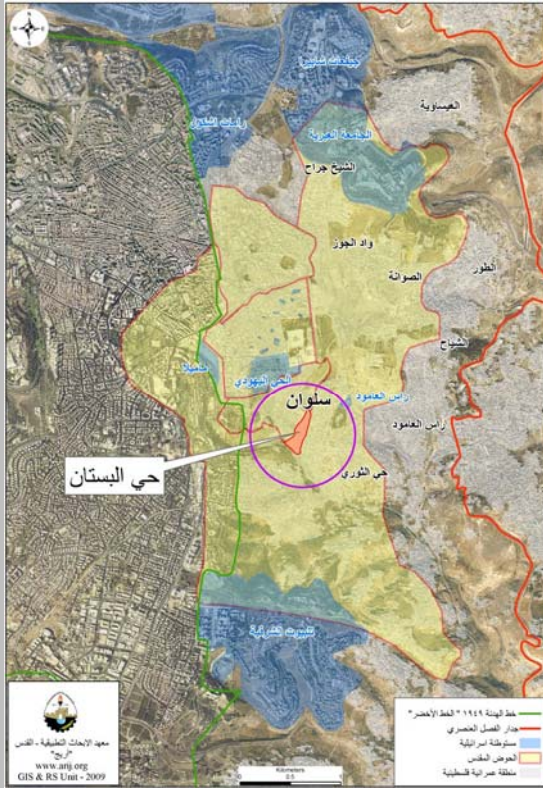 جيفعات شابيرا
العيساوية
رامات اشكول
الجامعة العبرية
الشيخ جراح
واد الجوز
الصوانة
الطور
الشياح
ماميلا
الحي اليهودي
راس العامود
سلوان
راس العامود
حي البستان
حي الثوري
تلبيوت الشرقية
معهد الابحاث التطبيقية - القدس
"اريج"
www.arij.org
GIS & RS Unit - 2009
Kilometers
0 0.5 1
خط الهدنة ١٩٤٩ " الخط الأخضر"
جدار الفصل العنصري
مستوطنة اسرائيلية
الحوض المقدس
منطقة عمرانية فلسطينية